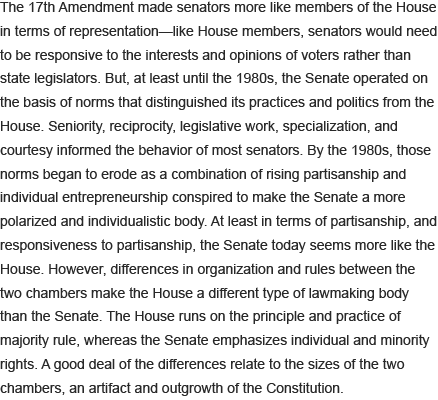 The 17th Amendment made senators more like members of the House
in terms of representation—like House members, senators would need
to be responsive to the interests and opinions of voters rather than
state legislators. But, at least until the 1980s, the Senate operated on
the basis of norms that distinguished its practices and politics from the
House. Seniority, reciprocity, legislative work, specialization, and
courtesy informed the behavior of most senators. By the 1980s, those
norms began to erode as a combination of rising partisanship and
individual entrepreneurship conspired to make the Senate a more
polarized and individualistic body. At least in terms of partisanship, and
responsiveness to partisanship, the Senate today seems more like the
House. However, differences in organization and rules between the
two chambers make the House a different type of lawmaking body
than the Senate. The House runs on the principle and practice of
majority rule, whereas the Senate emphasizes individual and minority
rights. A good deal of the differences relate to the sizes of the two
chambers, an artifact and outgrowth of the Constitution.